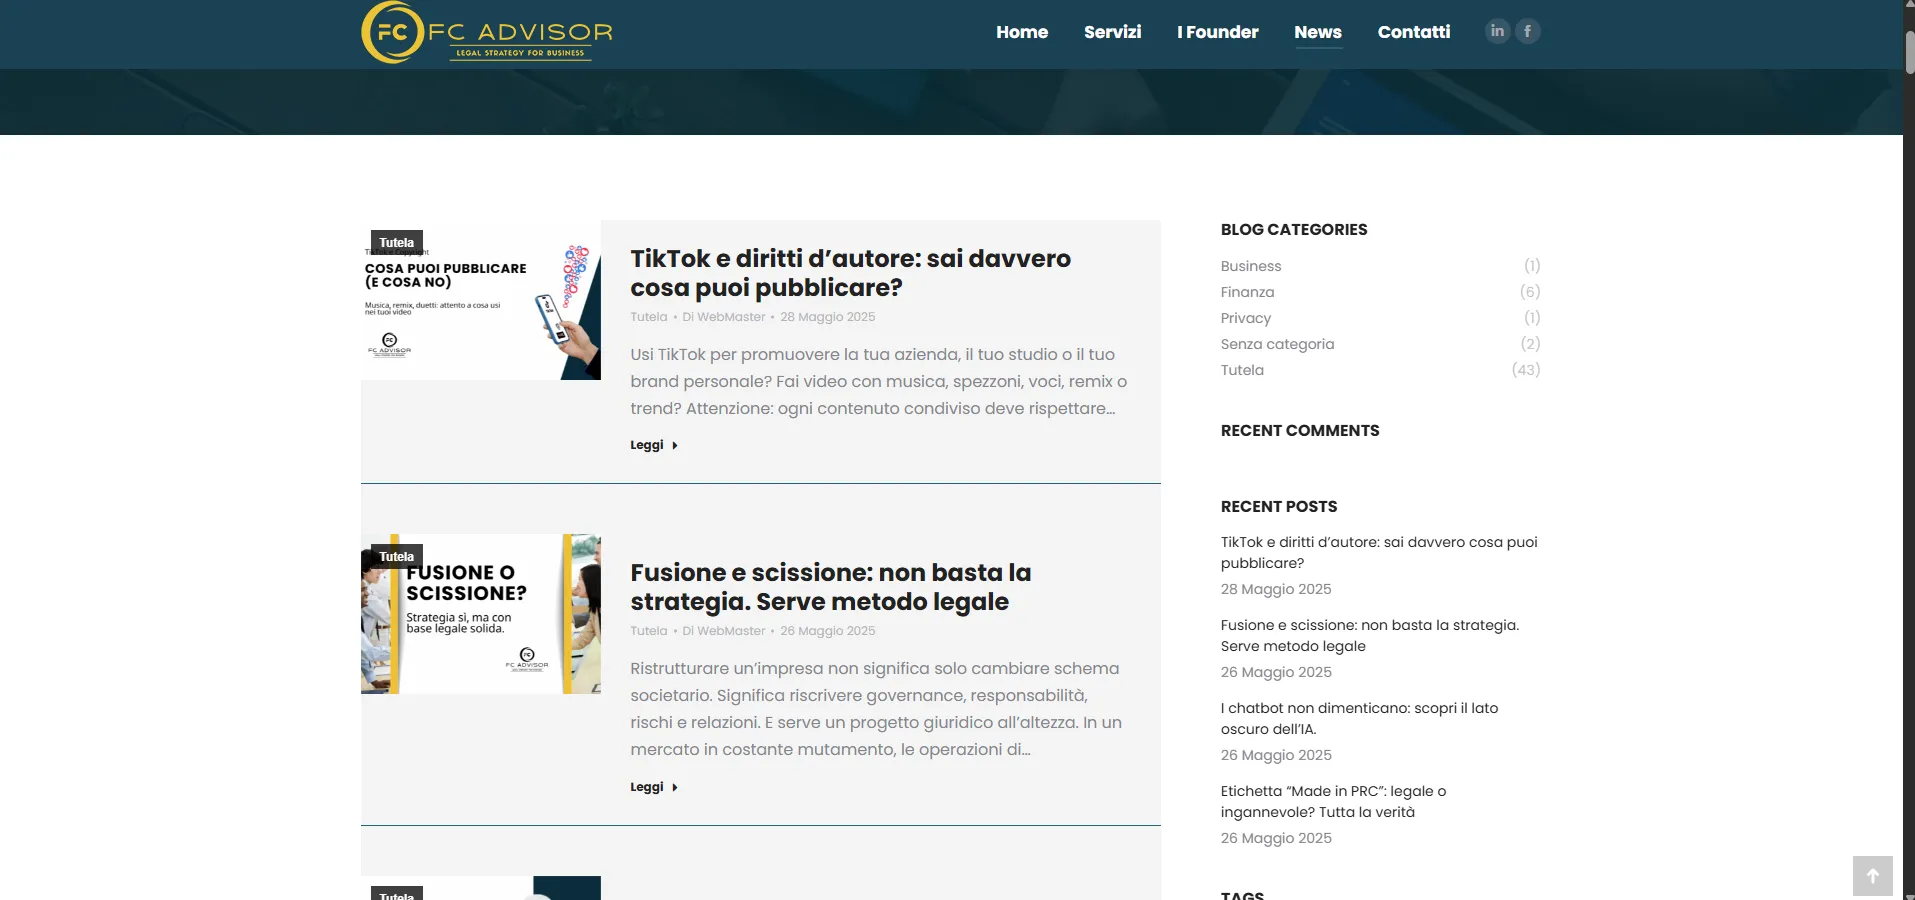 FC
FC ADVISOR
LEGAL STRATEGY FOR BUSINESS
Home
Servizi
I Founder
News
Contatti
in
f
Tutela
TikTok e Copyright
COSA PUOI PUBBLICARE
(E COSA NO)
Musica, remix, duetti: attento a cosa usi
nei tuoi video
FC
FC ADVISOR
TikTok e diritti d’autore: sai davvero
cosa puoi pubblicare?
Tutela • Di WebMaster • 28 Maggio 2025
Usi TikTok per promuovere la tua azienda, il tuo studio o il tuo
brand personale? Fai video con musica, spezzoni, voci, remix o
trend? Attenzione: ogni contenuto condiviso deve rispettare…
Leggi
Tutela
FUSIONE O
SCISSIONE?
Strategia sì, ma con
base legale solida.
FC
FC ADVISOR
Fusione e scissione: non basta la
strategia. Serve metodo legale
Tutela • Di WebMaster • 26 Maggio 2025
Ristrutturare un’impresa non significa solo cambiare schema
societario. Significa riscrivere governance, responsabilità,
rischi e relazioni. E serve un progetto giuridico all’altezza. In un
mercato in costante mutamento, le operazioni di…
Leggi
Tutela
BLOG CATEGORIES
Business (1)
Finanza (6)
Privacy (1)
Senza categoria (2)
Tutela (43)
RECENT COMMENTS
RECENT POSTS
TikTok e diritti d’autore: sai davvero cosa puoi
pubblicare?
28 Maggio 2025
Fusione e scissione: non basta la strategia.
Serve metodo legale
26 Maggio 2025
I chatbot non dimenticano: scopri il lato
oscuro dell’IA.
26 Maggio 2025
Etichetta “Made in PRC”: legale o
ingannevole? Tutta la verità
26 Maggio 2025
TAGS